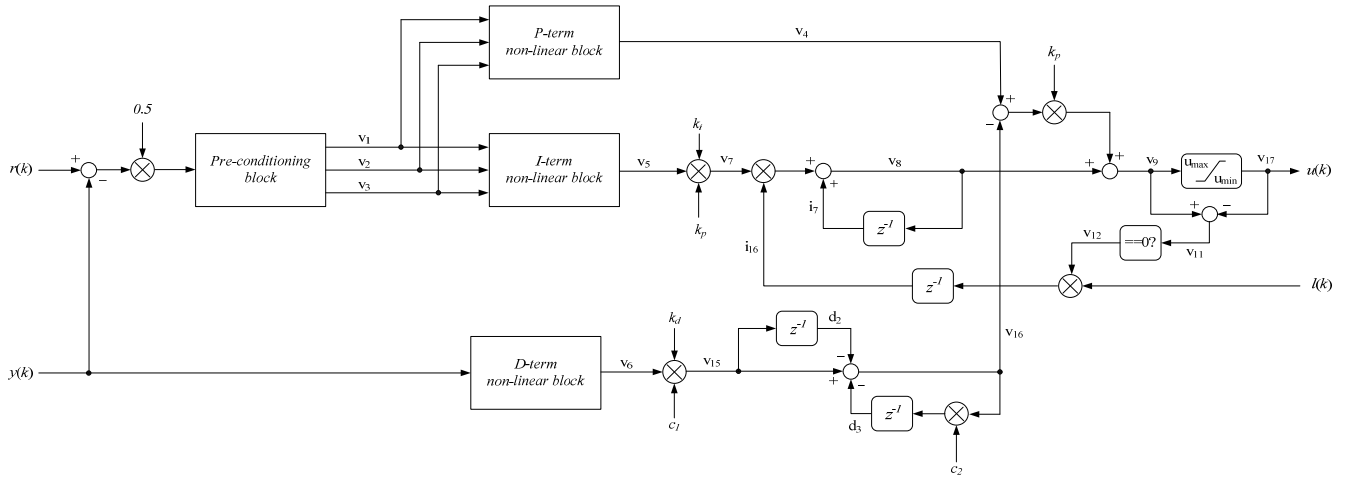 P-term
non-linear block
v4
kp
0.5
r(k)
+
−
Pre-conditioning
block
v1
v2
v3
I-term
non-linear block
v5
ki
kp
v7
i16
+
+
v8
i7
z-1
+
−
+
+
v9
umax
umin
v17
u(k)
+
−
v12
==0?
v11
z-1
l(k)
y(k)
D-term
non-linear block
v6
kd
c1
v15
z-1
d2
−
+
−
d3
z-1
c2
v16